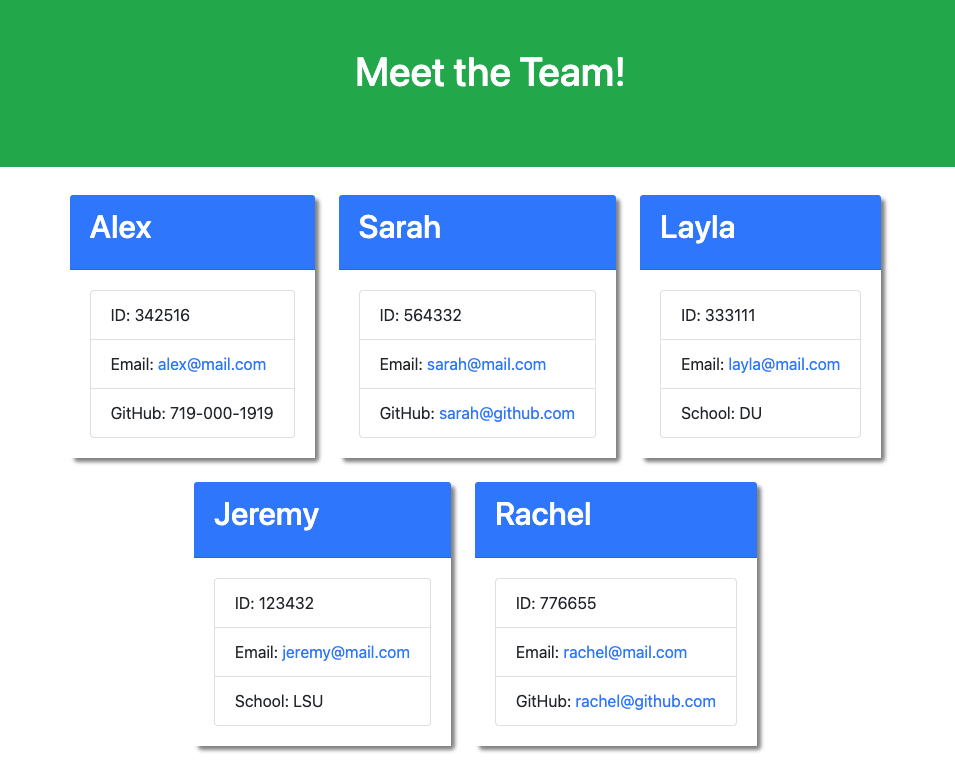 Meet the Team!
Alex
ID: 342516
Email: alex@mail.com
GitHub: 719-000-1919
Sarah
ID: 564332
Email: sarah@mail.com
GitHub: sarah@github.com
Layla
ID: 333111
Email: layla@mail.com
School: DU
Jeremy
ID: 123432
Email: jeremy@mail.com
School: LSU
Rachel
ID: 776655
Email: rachel@mail.com
GitHub: rachel@github.com